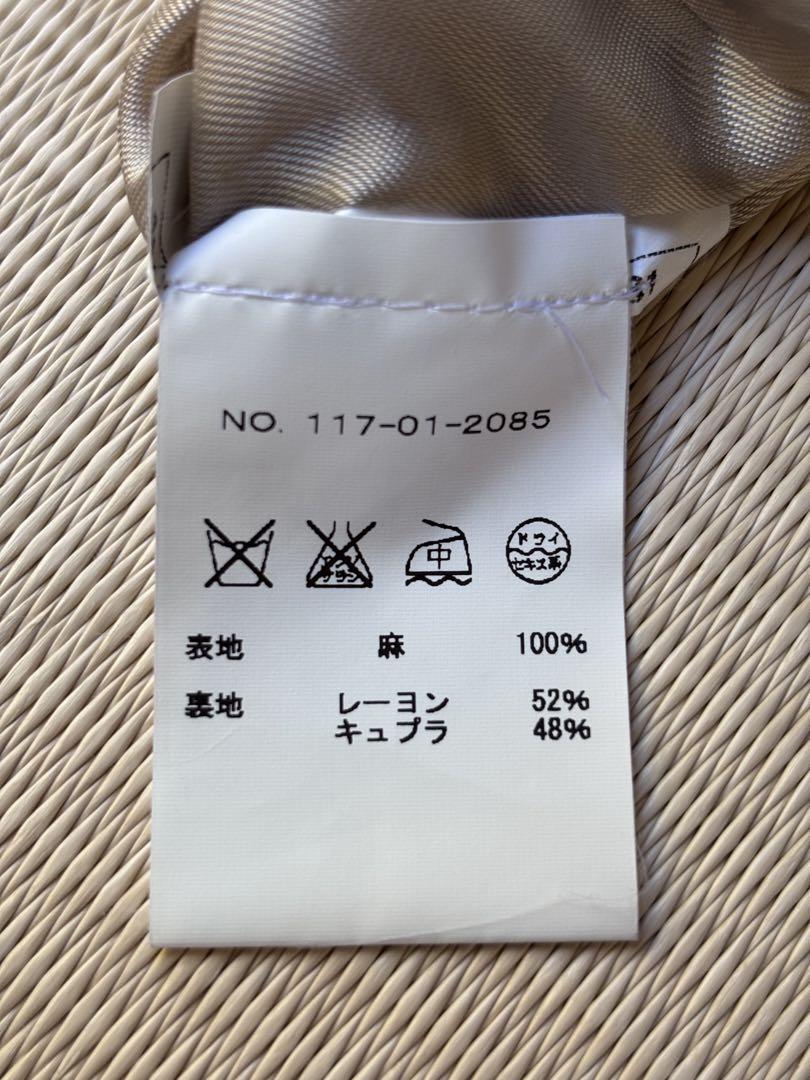 NO. 117-01-2085
中
ドライ
セキユ系
表地 麻 100%
裏地 レーヨン 52%
キュプラ 48%